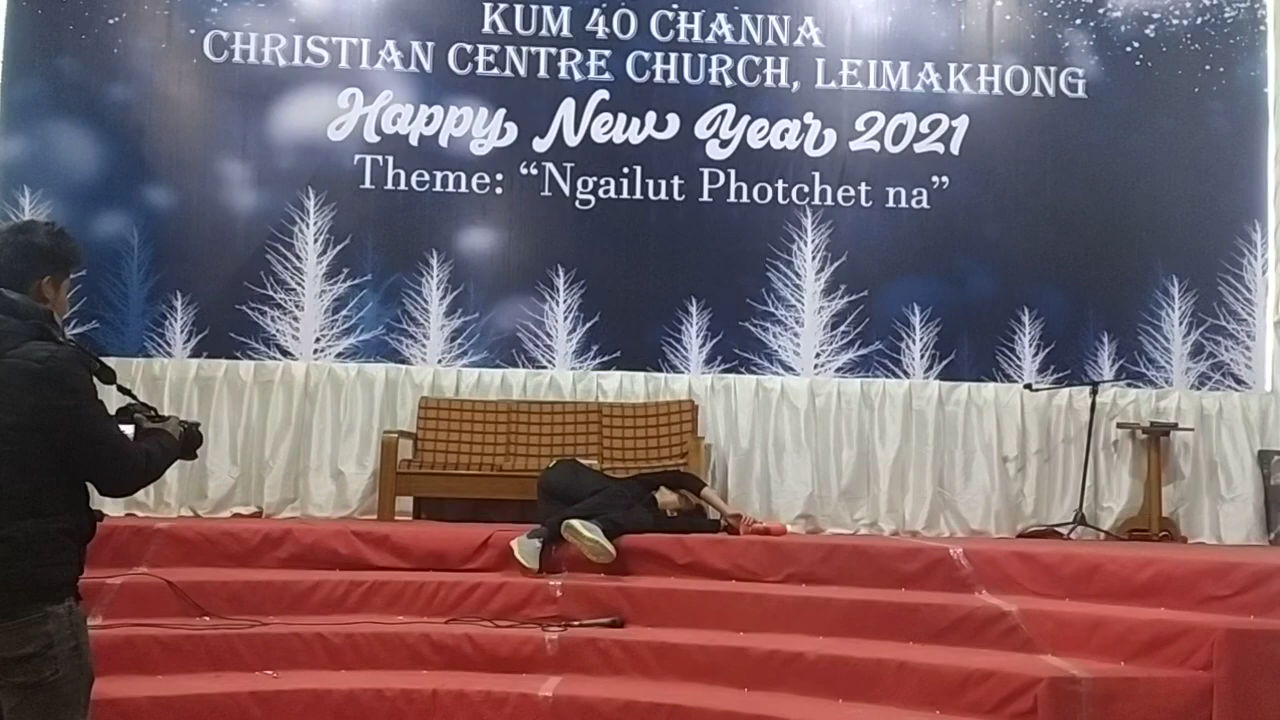 KUM 40 CHANNA
CHRISTIAN CENTRE CHURCH, LEIMAKHONG
Happy New Year 2021
Theme: “Ngailut Photchet na”